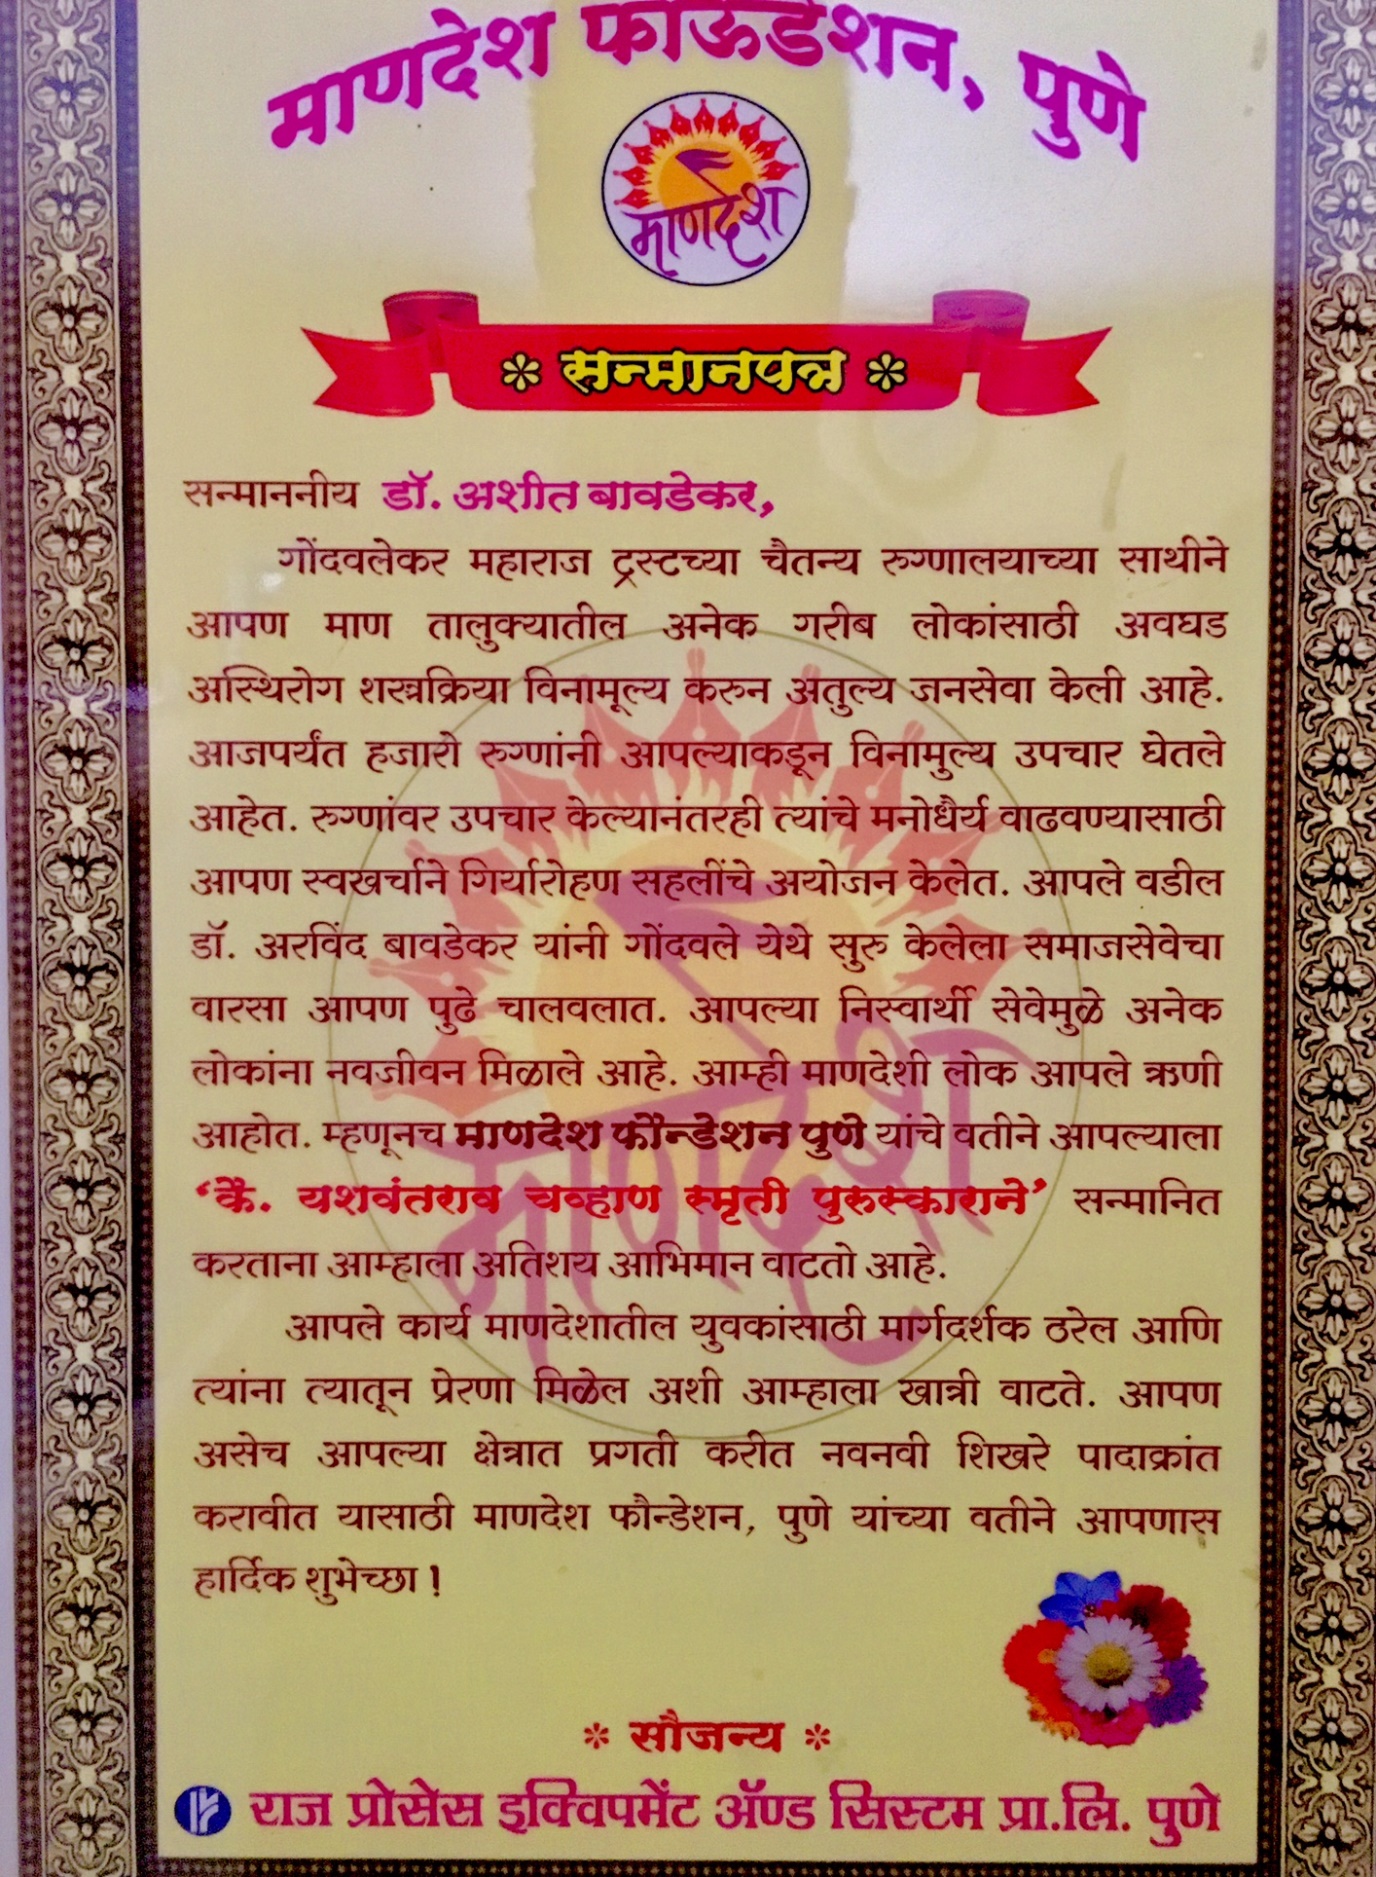 माणदेश फाऊंडेशन, पुणे
माणदेश
सन्मानपत्र
सन्माननीय डॉ. अशीत बावडेकर,
गोंदवलेकर महाराज ट्रस्टच्या चैतन्य रुग्णालयाच्या साथीने
आपण माण तालुक्यातील अनेक गरीब लोकांसाठी अवघड
अस्थिरोग शस्त्रक्रिया विनामूल्य करुन अतुल्य जनसेवा केली आहे.
आजपर्यंत हजारो रुग्णांनी आपल्याकडून विनामुल्य उपचार घेतले
आहेत. रुग्णांवर उपचार केल्यानंतरही त्यांचे मनोधैर्य वाढवण्यासाठी
आपण स्वखर्चाने गिर्यारोहण सहलींचे अयोजन केलेत. आपले वडील
डॉ. अरविंद बावडेकर यांनी गोंदवले येथे सुरु केलेला समाजसेवेचा
वारसा आपण पुढे चालवलात. आपल्या निस्वार्थी सेवेमुळे अनेक
लोकांना नवजीवन मिळाले आहे. आम्ही माणदेशी लोक आपले ऋणी
आहोत. म्हणूनच माणदेश फौन्डेशन पुणे यांचे वतीने आपल्याला
‘कै. यशवंतराव चव्हाण स्मृती पुरुस्काराने’ सन्मानित
करताना आम्हाला अतिशय आभिमान वाटतो आहे.
आपले कार्य माणदेशातील युवकांसाठी मार्गदर्शक ठरेल आणि
त्यांना त्यातून प्रेरणा मिळेल अशी आम्हाला खात्री वाटते. आपण
असेच आपल्या क्षेत्रात प्रगती करीत नवनवी शिखरे पादाक्रांत
करावीत यासाठी माणदेश फौन्डेशन, पुणे यांच्या वतीने आपणास
हार्दिक शुभेच्छा !
माणदेश
सौजन्य
राज प्रोसेस इक्विपमेंट ॲण्ड सिस्टम प्रा.लि. पुणे